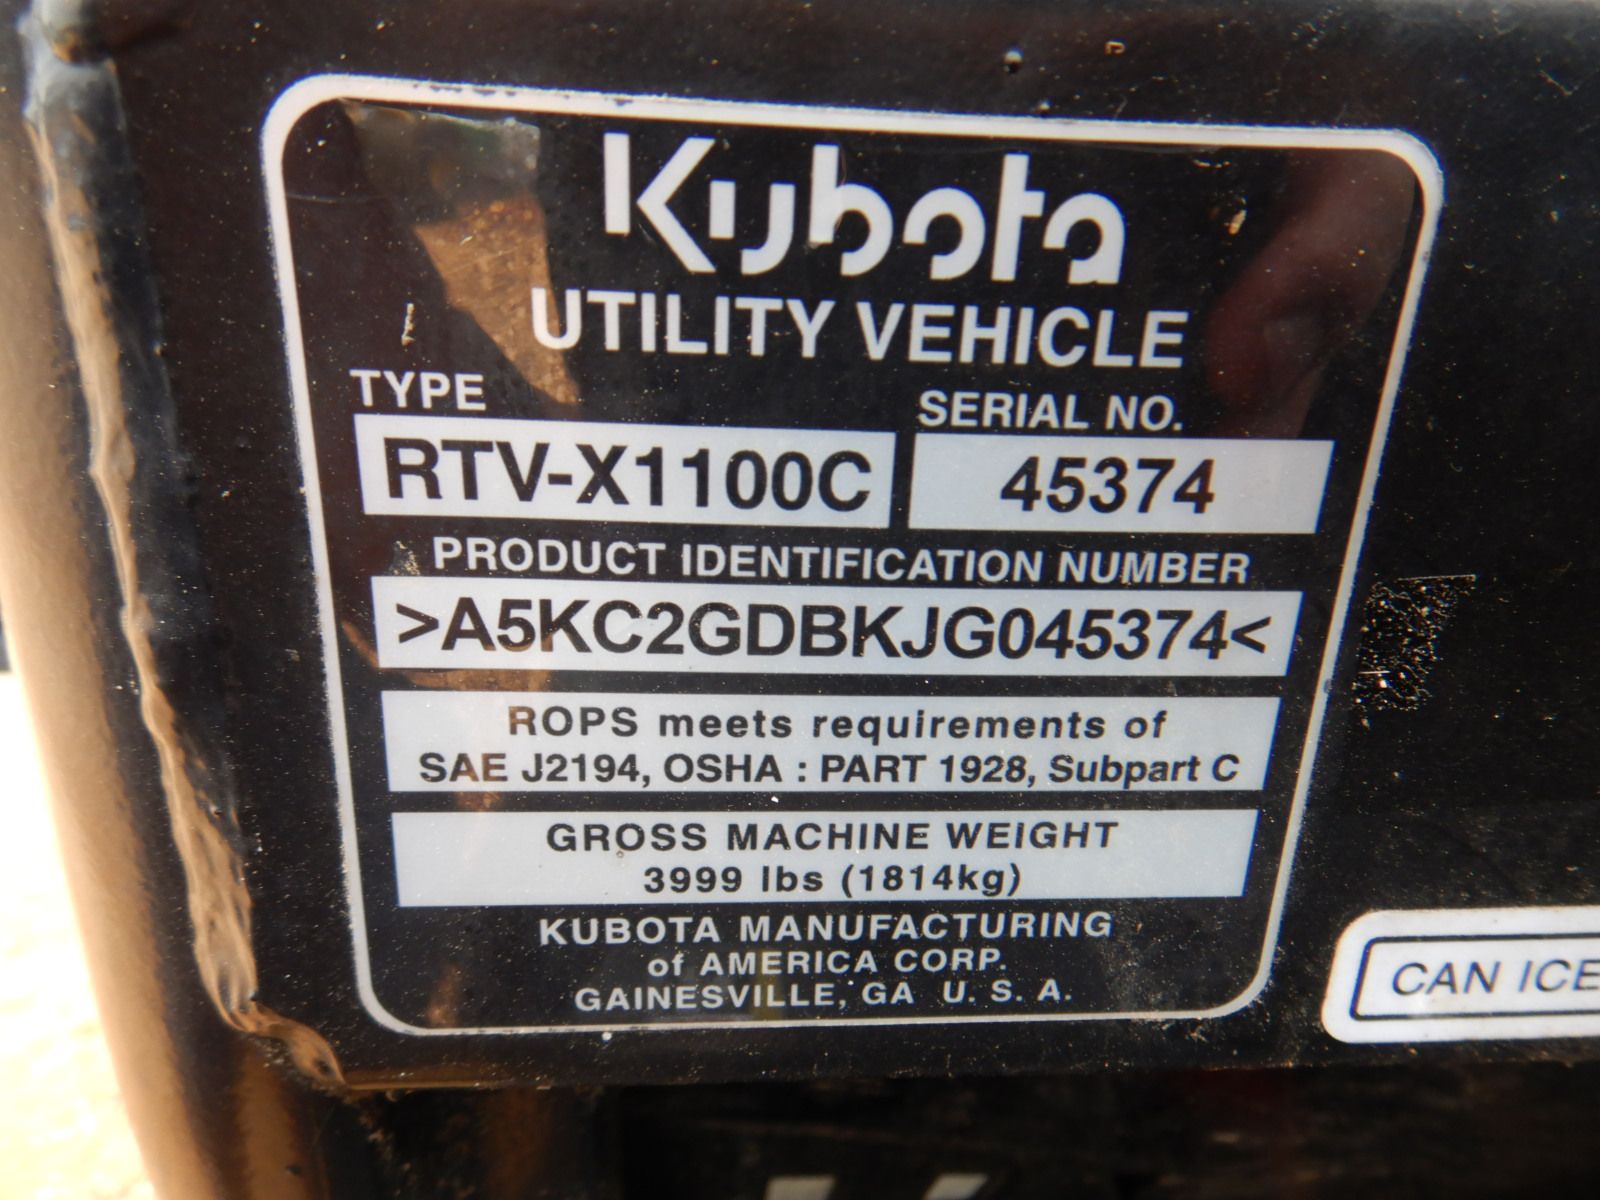 Kubota
UTILITY VEHICLE
TYPE
RTV-X1100C
SERIAL NO.
45374
PRODUCT IDENTIFICATION NUMBER
>A5KC2GDBKJG045374<
ROPS meets requirements of
SAE J2194, OSHA : PART 1928, Subpart C
GROSS MACHINE WEIGHT
3999 lbs (1814kg)
KUBOTA MANUFACTURING
of AMERICA CORP.
GAINESVILLE, GA U. S. A.
CAN ICE